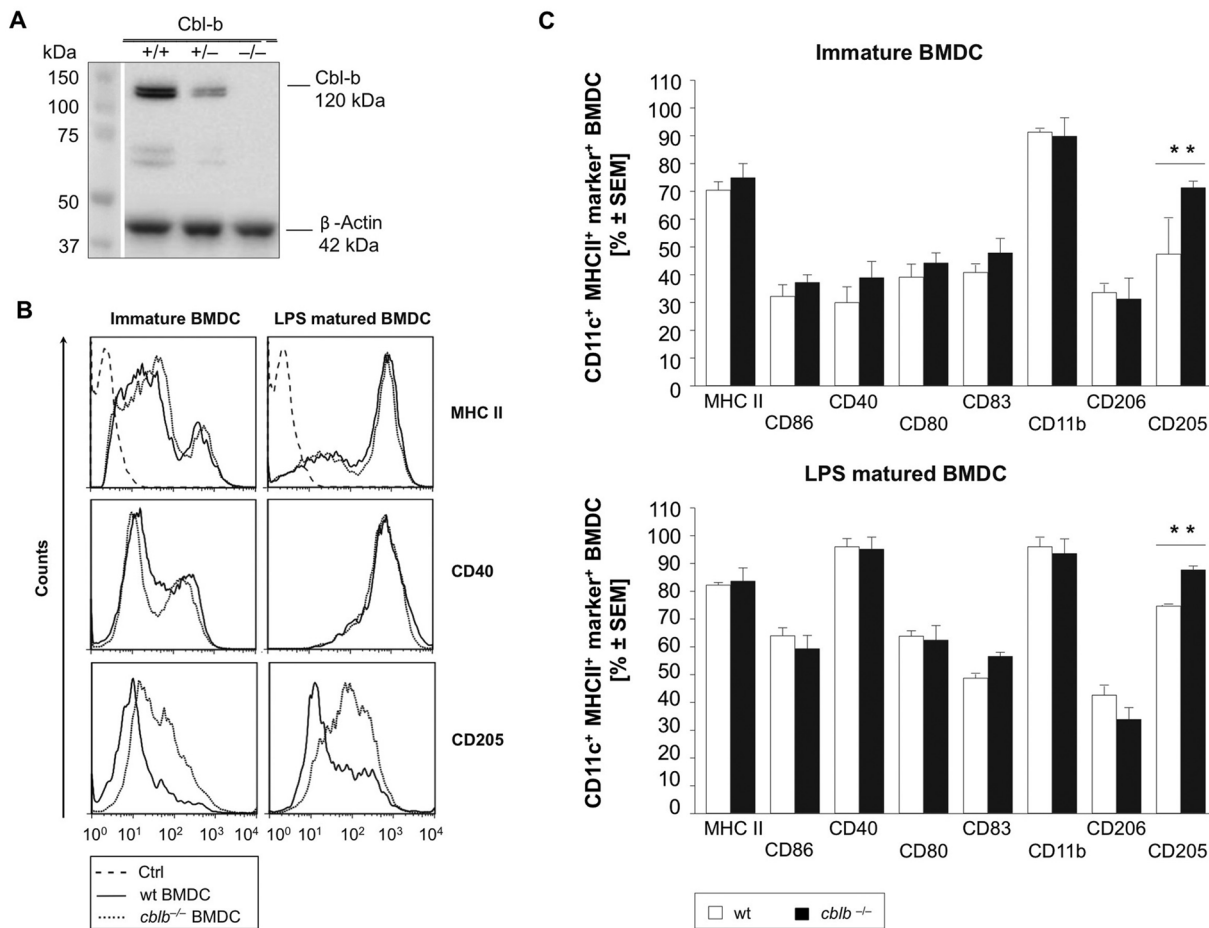 A
Cbl-b
kDa +/+ +/– –/–
150
100
75
50
37
Cbl-b
120 kDa
β-Actin
42 kDa
B
Immature BMDC LPS matured BMDC
MHC II
CD40
CD205
Counts
10⁰ 10¹ 10² 10³ 10⁴ 10⁰ 10¹ 10² 10³ 10⁴
Ctrl
wt BMDC
cblb–/– BMDC
C
Immature BMDC
CD11c⁺ MHCII⁺ marker⁺ BMDC
[% ± SEM]
110
100
90
80
70
60
50
40
30
20
10
0
* *
MHC II CD40 CD83 CD206
CD86 CD80 CD11b CD205
LPS matured BMDC
CD11c⁺ MHCII⁺ marker⁺ BMDC
[% ± SEM]
110
100
90
80
70
60
50
40
30
20
10
0
* *
MHC II CD40 CD83 CD206
CD86 CD80 CD11b CD205
wt cblb –/–